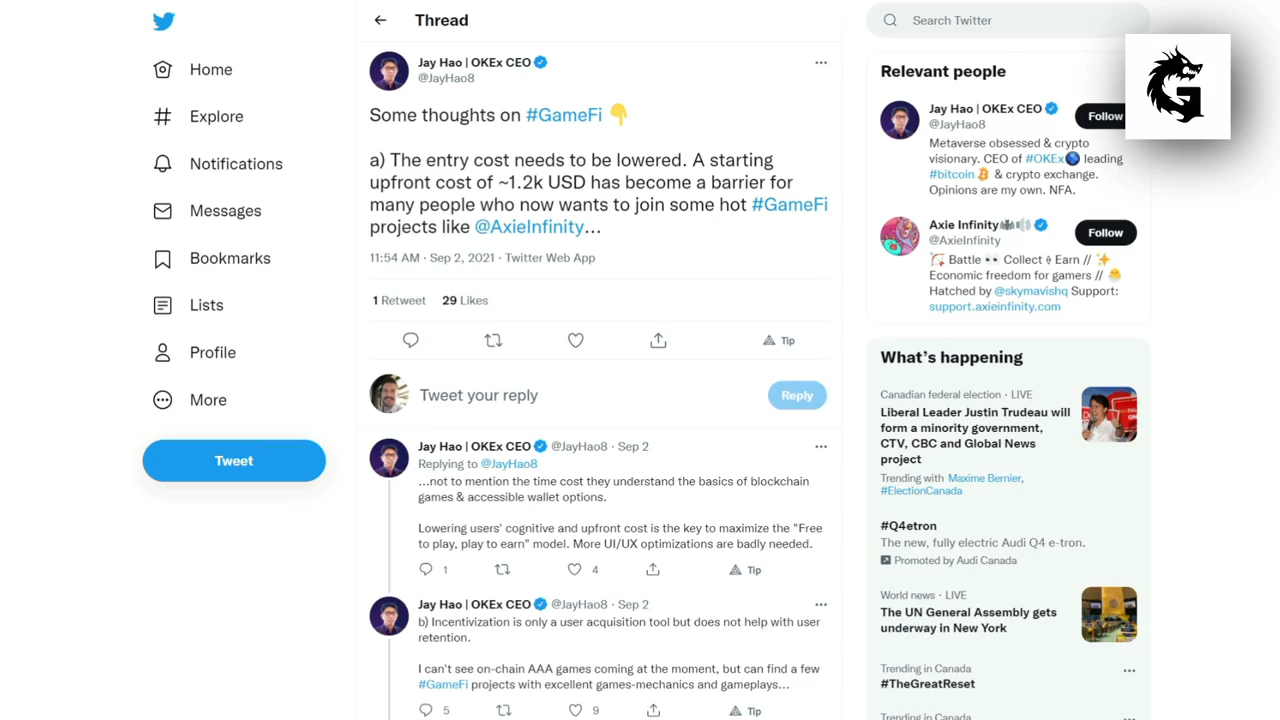 Home
Explore
Notifications
Messages
Bookmarks
Lists
Profile
More
Tweet
Thread
Jay Hao | OKEx CEO
@JayHao8
Some thoughts on #GameFi 👇
a) The entry cost needs to be lowered. A starting
upfront cost of ~1.2k USD has become a barrier for
many people who now wants to join some hot #GameFi
projects like @AxieInfinity...
11:54 AM · Sep 2, 2021 · Twitter Web App
1 Retweet 29 Likes
Tip
Tweet your reply
Reply
Jay Hao | OKEx CEO @JayHao8 · Sep 2
Replying to @JayHao8
...not to mention the time cost they understand the basics of blockchain
games & accessible wallet options.
Lowering users' cognitive and upfront cost is the key to maximize the "Free
to play, play to earn" model. More UI/UX optimizations are badly needed.
1 4 Tip
Jay Hao | OKEx CEO @JayHao8 · Sep 2
b) Incentivization is only a user acquisition tool but does not help with user
retention.
I can't see on-chain AAA games coming at the moment, but can find a few
#GameFi projects with excellent games-mechanics and gameplays...
5 9 Tip
Search Twitter
G
Relevant people
Jay Hao | OKEx CEO
@JayHao8
Follow
Metaverse obsessed & crypto
visionary. CEO of #OKEx leading
#bitcoin & crypto exchange.
Opinions are my own. NFA.
Axie Infinity
@AxieInfinity
Follow
Battle 👀 Collect Earn // ✨
Economic freedom for gamers // 🐣
Hatched by @skymavishq Support:
support.axieinfinity.com
What's happening
Canadian federal election · LIVE
Liberal Leader Justin Trudeau will
form a minority government,
CTV, CBC and Global News
project
Trending with Maxime Bernier,
#ElectionCanada
#Q4etron
The new, fully electric Audi Q4 e-tron.
Promoted by Audi Canada
World news · LIVE
The UN General Assembly gets
underway in New York
Trending in Canada
#TheGreatReset
Trending in Canada